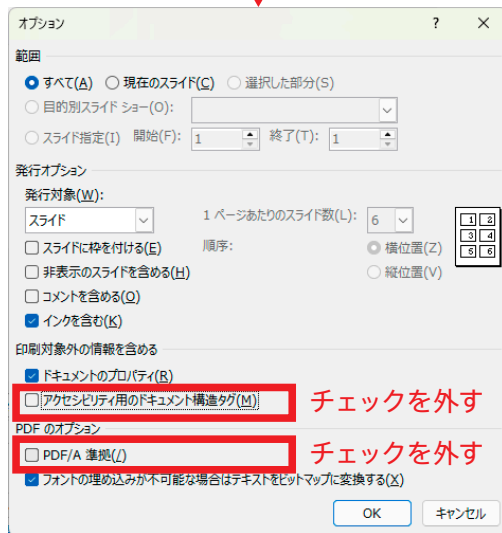 オプション ? ×
範囲
すべて(A) 現在のスライド(C) 選択した部分(S)
目的別スライド ショー(O):
スライド指定(I) 開始(F): 1 終了(T): 1
発行オプション
発行対象(W):
スライド 1 ページあたりのスライド数(L): 6
スライドに枠を付ける(E) 順序: 横位置(Z)
非表示のスライドを含める(H) 縦位置(V)
コメントを含める(O)
インクを含む(K)
1 2
3 4
5 6
印刷対象外の情報を含める
ドキュメントのプロパティ(R)
アクセシビリティ用のドキュメント構造タグ(M) チェックを外す
PDF のオプション
PDF/A 準拠(/) チェックを外す
フォントの埋め込みが不可能な場合はテキストをビットマップに変換する(X)
OK キャンセル